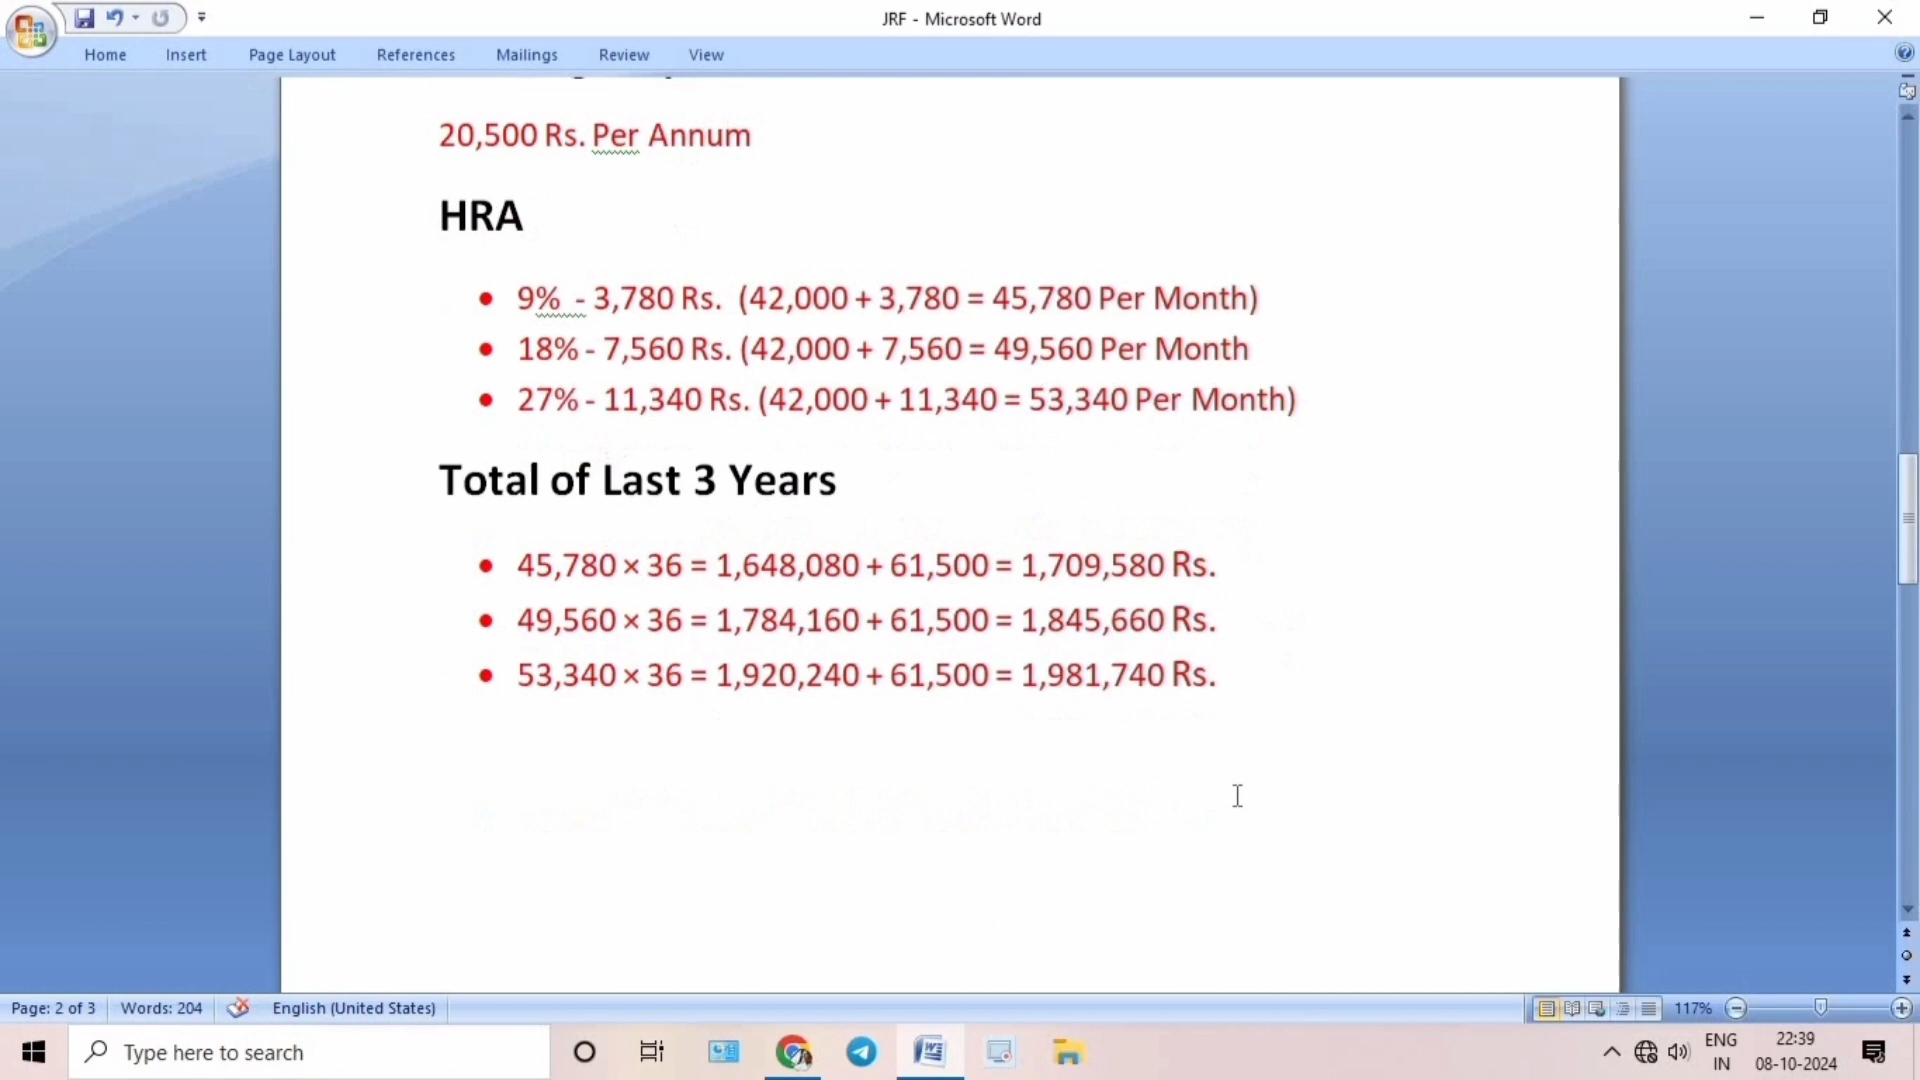 JRF - Microsoft Word
Home Insert Page Layout References Mailings Review View
20,500 Rs. Per Annum
HRA
• 9%  - 3,780 Rs.  (42,000 + 3,780 = 45,780 Per Month)
• 18% - 7,560 Rs. (42,000 + 7,560 = 49,560 Per Month
• 27% - 11,340 Rs. (42,000 + 11,340 = 53,340 Per Month)
Total of Last 3 Years
• 45,780 × 36 = 1,648,080 + 61,500 = 1,709,580 Rs.
• 49,560 × 36 = 1,784,160 + 61,500 = 1,845,660 Rs.
• 53,340 × 36 = 1,920,240 + 61,500 = 1,981,740 Rs.
Page: 2 of 3 Words: 204 English (United States) 117%
Type here to search
ENG 22:39
IN 08-10-2024